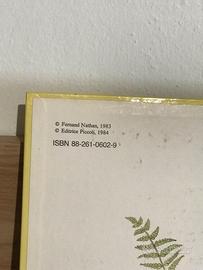 © Fernand Nathan, 1983
© Editrice Piccoli, 1984
ISBN 88-261-0602-9